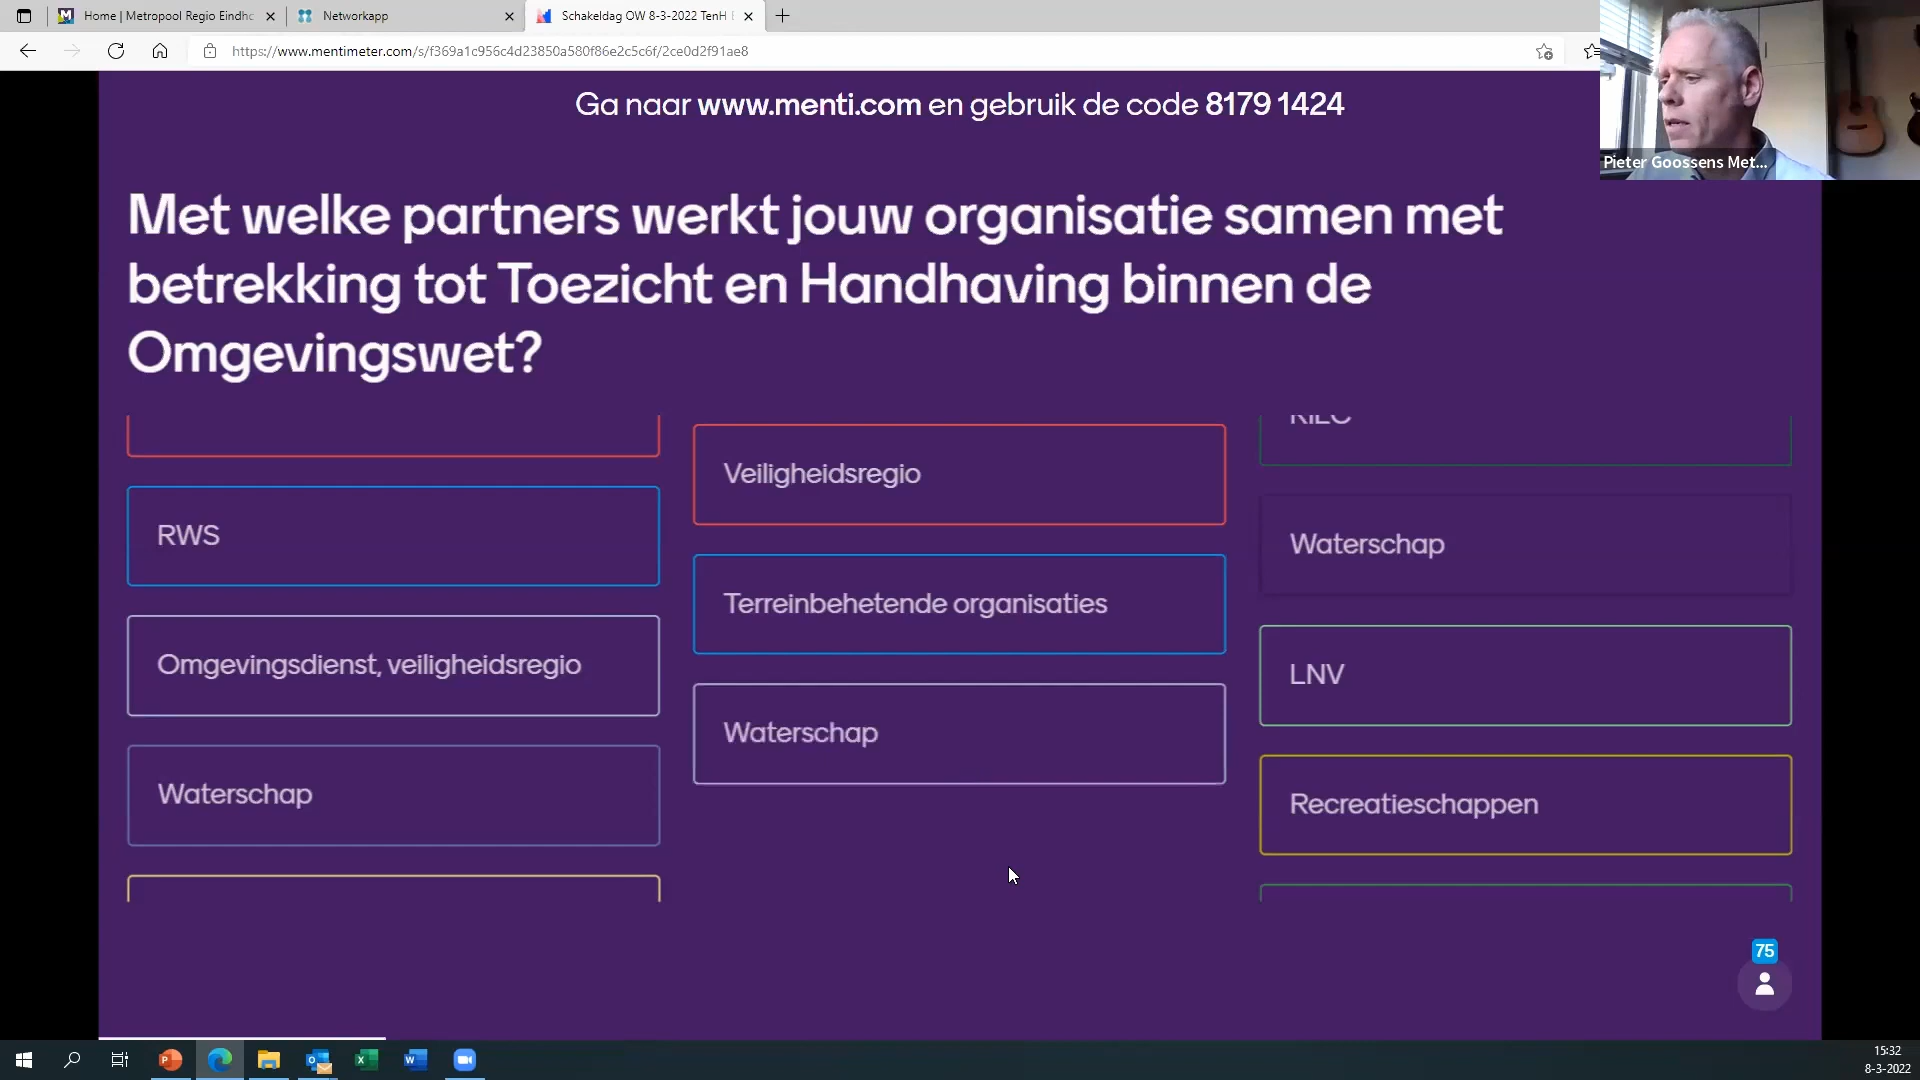 Home | Metropool Regio Eindhc
Networkapp
Schakeldag OW 8-3-2022 TenH
https://www.mentimeter.com/s/f369a1c956c4d23850a580f86e2c5c6f/2ce0d2f91ae8
Pieter Goossens Met...
Ga naar www.menti.com en gebruik de code 8179 1424
Met welke partners werkt jouw organisatie samen met
betrekking tot Toezicht en Handhaving binnen de
Omgevingswet?
RWS
Omgevingsdienst, veiligheidsregio
Waterschap
Veiligheidsregio
Terreinbehetende organisaties
Waterschap
Waterschap
LNV
Recreatieschappen
75
15:32
8-3-2022